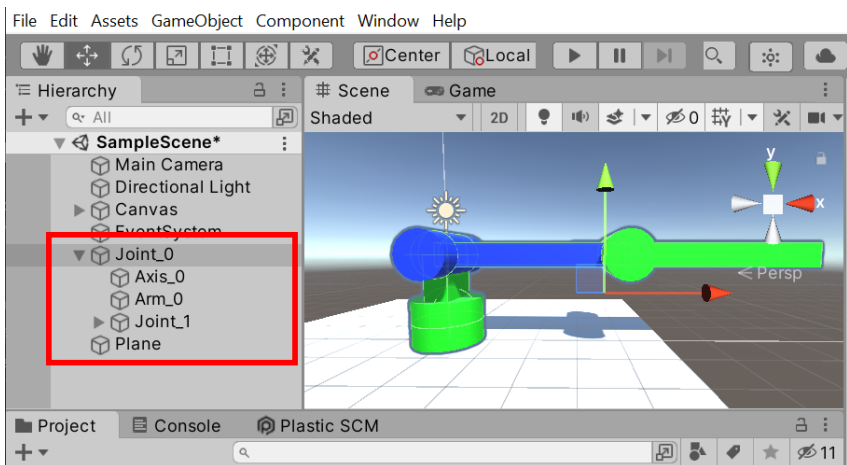 File Edit Assets GameObject Component Window Help
Center Local
Hierarchy
# Scene Game
All
Shaded 2D 0
SampleScene*
Main Camera
Directional Light
Canvas
EventSystem
Joint_0
Axis_0
Arm_0
Joint_1
Plane
y
x
< Persp
Project Console Plastic SCM
11